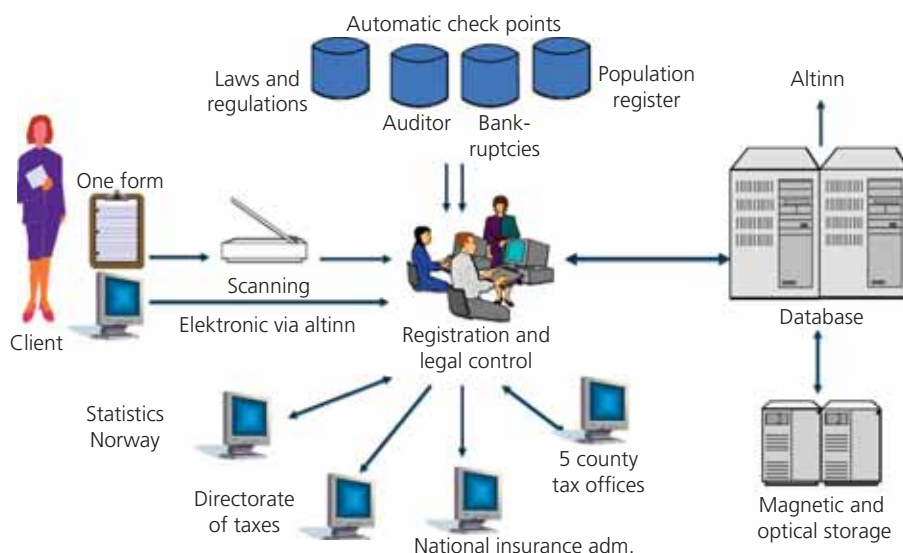 Automatic check points
Laws and
regulations
Auditor
Bank-
ruptcies
Population
register
Altinn
One form
Scanning
Elektronic via altinn
Client
Registration and
legal control
Database
Statistics
Norway
Directorate
of taxes
National insurance adm.
5 county
tax offices
Magnetic and
optical storage